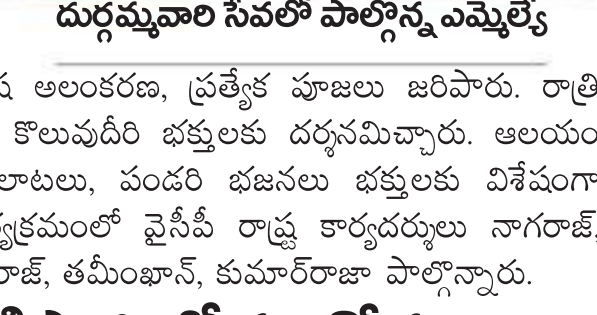 దుర్గమ్మవారి సేవలో పాల్గొన్న ఎమ్మెల్యే
అలంకరణ, ప్రత్యేక పూజలు జరిపారు. రాత్రి
కొలువుదీరి భక్తులకు దర్శనమిచ్చారు. ఆలయం
లాటలు, పండరి భజనలు భక్తులకు విశేషంగా
క్రమంలో వైసీపీ రాష్ట్ర కార్యదర్శులు నాగరాజ్,
రాజ్, తమీంఖాన్, కుమార్‌రాజా పాల్గొన్నారు.